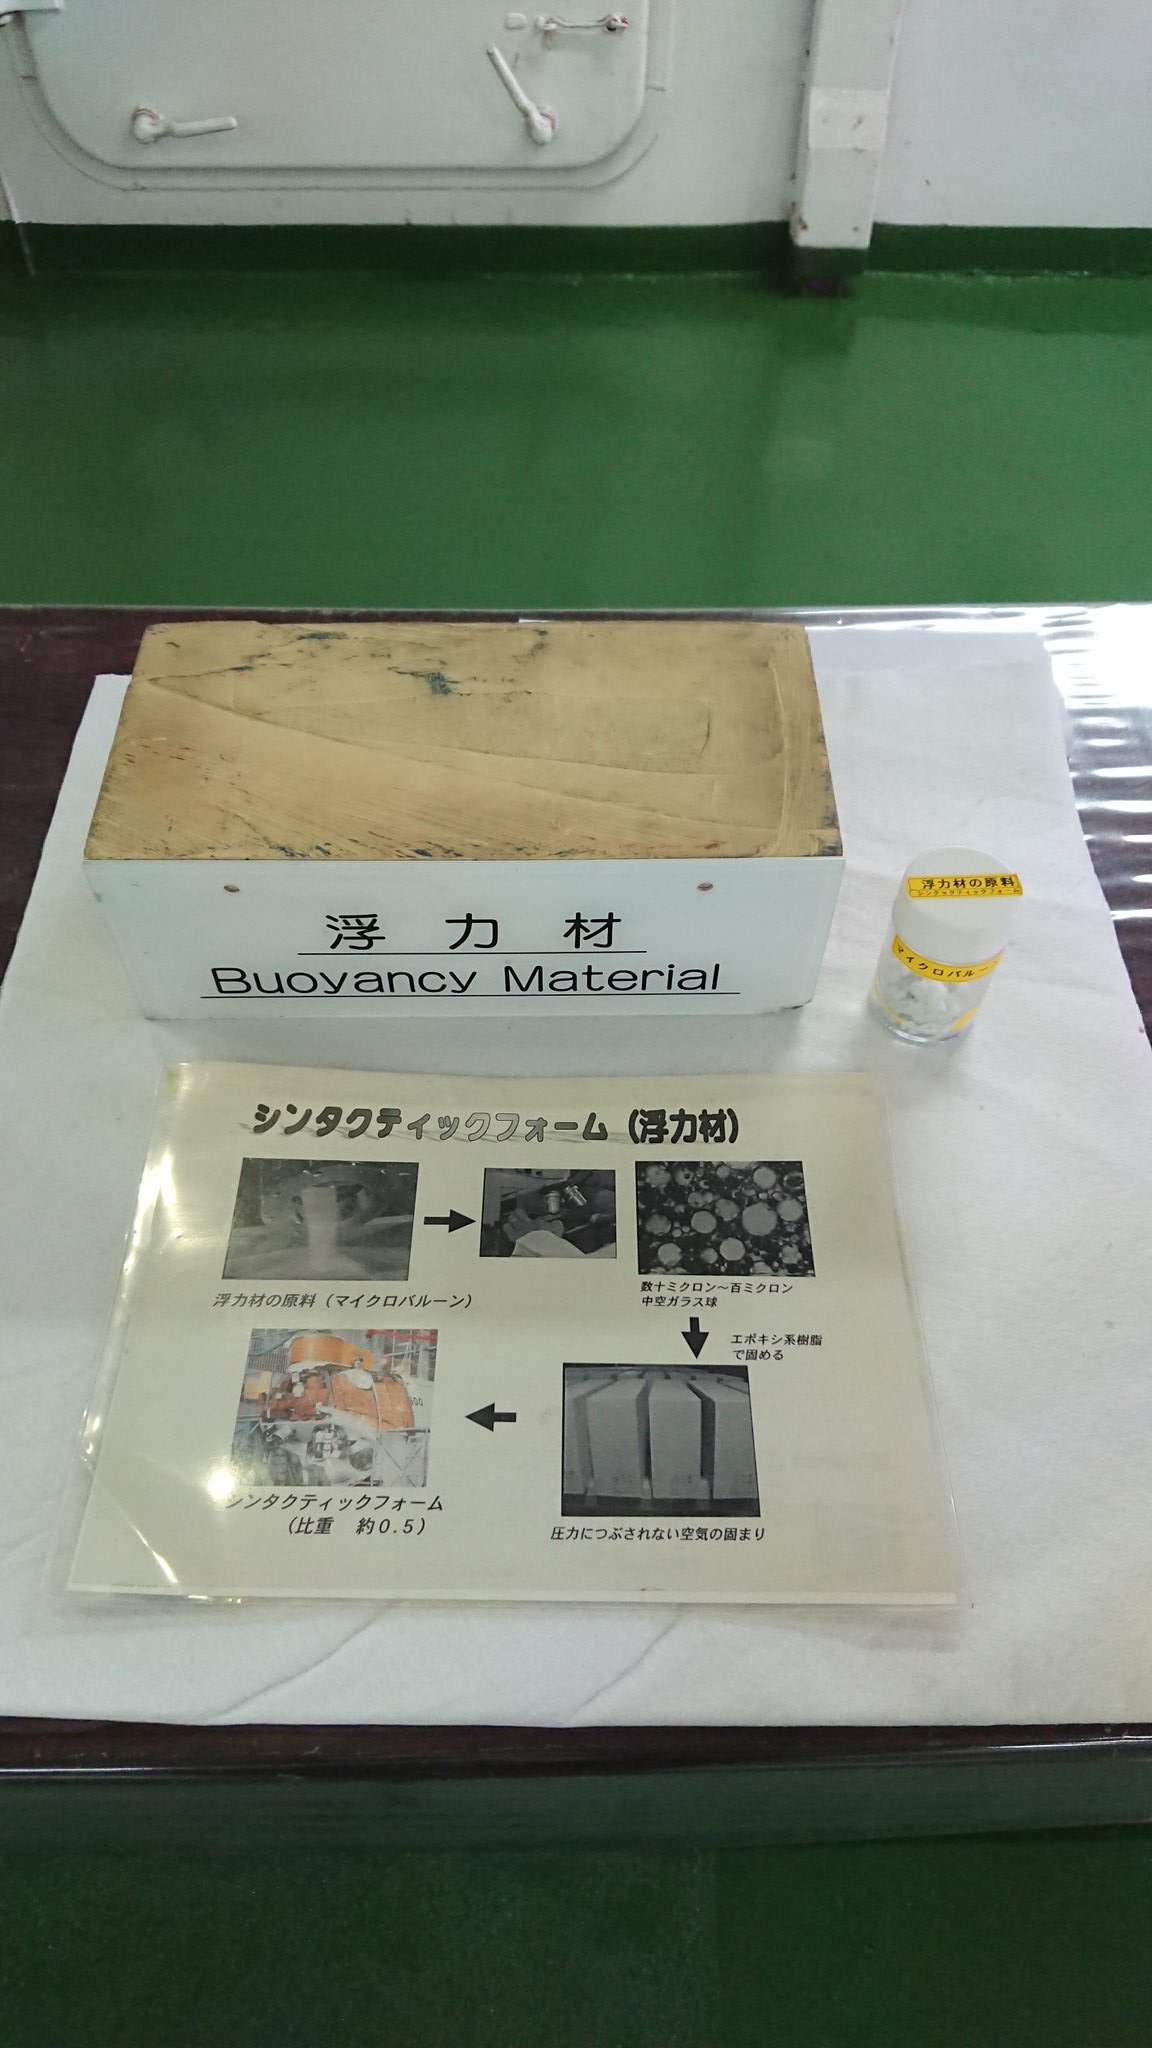 浮力材
Buoyancy Material
浮力材の原料
シンタクティックフォーム
マイクロバルーン
シンタクティックフォーム（浮力材）
浮力材の原料（マイクロバルーン）
数十ミクロン～百ミクロン
中空ガラス球
エポキシ系樹脂
で固める
圧力につぶされない空気の固まり
シンタクティックフォーム
（比重　約0.5）